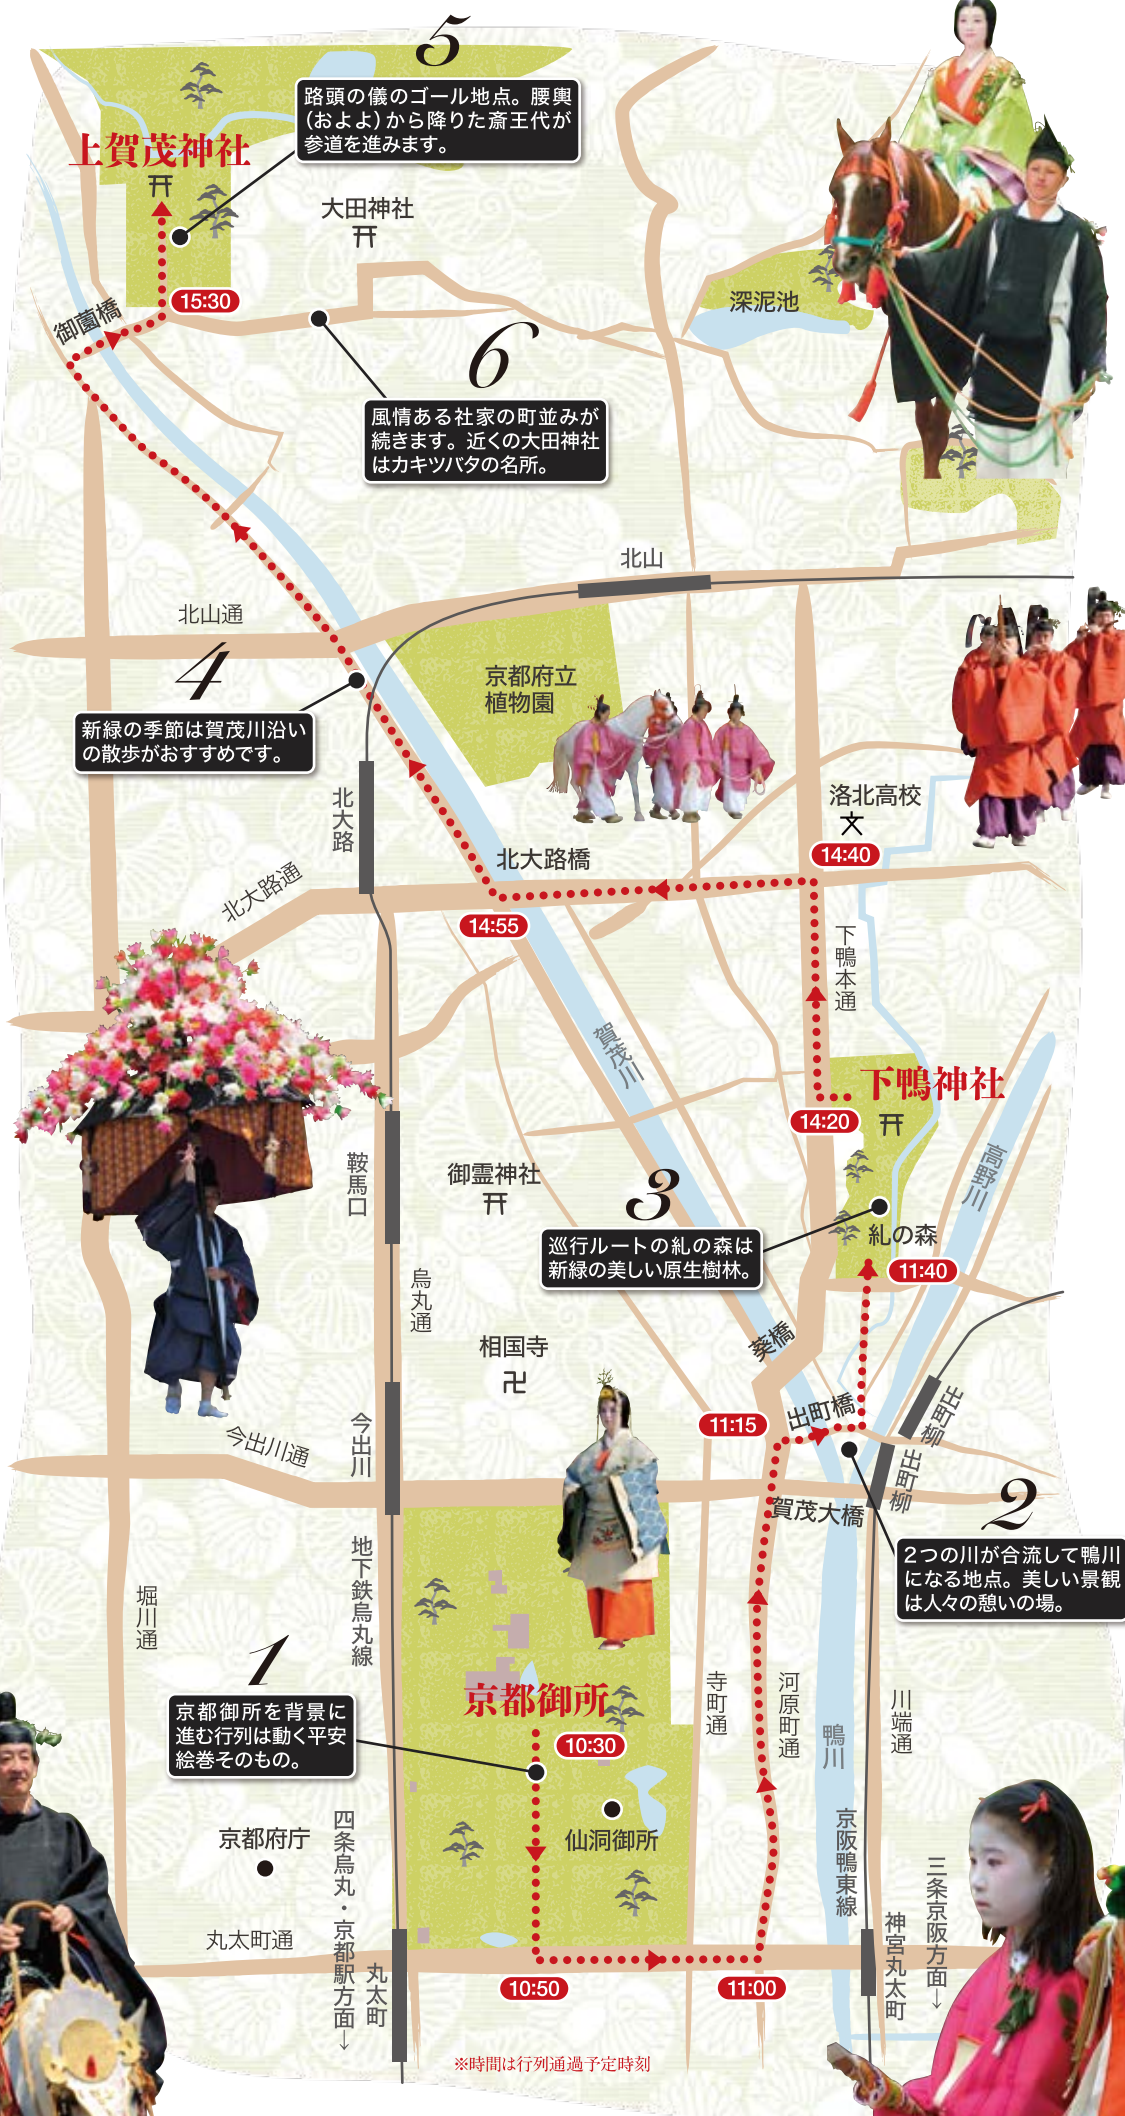 5
路頭の儀のゴール地点。腰輿
(およよ)から降りた斎王代が
参道を進みます。
上賀茂神社
大田神社
15:30
御薗橋
深泥池
6
風情ある社家の町並みが
続きます。近くの大田神社
はカキツバタの名所。
北山
北山通
4
新緑の季節は賀茂川沿い
の散歩がおすすめです。
京都府立
植物園
北大路
洛北高校
文
14:40
北大路橋
北大路通
14:55
下鴨本通
賀茂川
下鴨神社
14:20
鞍馬口
御霊神社
3
巡行ルートの糺の森は
新緑の美しい原生樹林。
高野川
糺の森
11:40
烏丸通
相国寺
卍
葵橋
11:15
出町橋
出町柳
出町柳
今出川通
今出川
賀茂大橋
2
2つの川が合流して鴨川
になる地点。美しい景観
は人々の憩いの場。
地下鉄烏丸線
堀川通
1
京都御所を背景に
進む行列は動く平安
絵巻そのもの。
京都御所
10:30
寺町通
河原町通
鴨川
川端通
仙洞御所
京都府庁
四条烏丸・京都駅方面→
京阪鴨東線
三条京阪方面→
丸太町通
丸太町
神宮丸太町
10:50
11:00
※時間は行列通過予定時刻